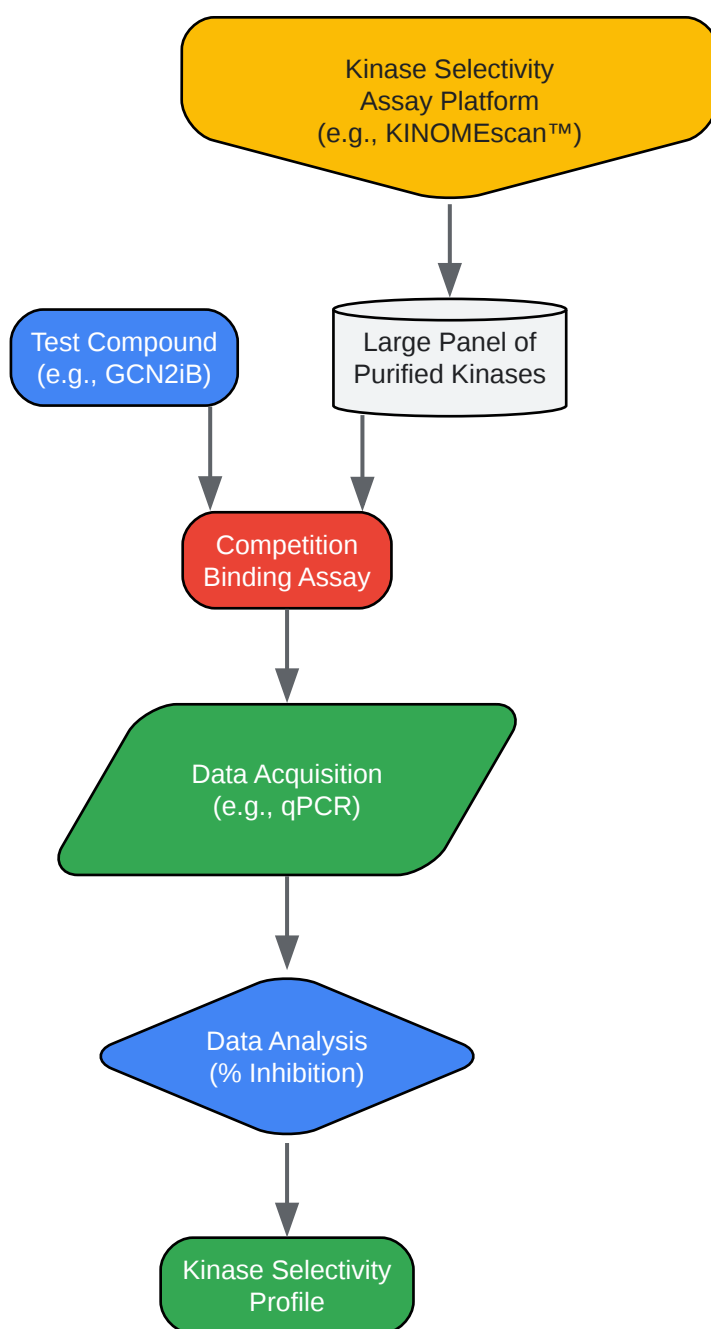 Kinase Selectivity
Assay Platform
(e.g., KINOMEscan™)
Test Compound
(e.g., GCN2iB)
Large Panel of
Purified Kinases
Competition
Binding Assay
Data Acquisition
(e.g., qPCR)
Data Analysis
(% Inhibition)
Kinase Selectivity
Profile